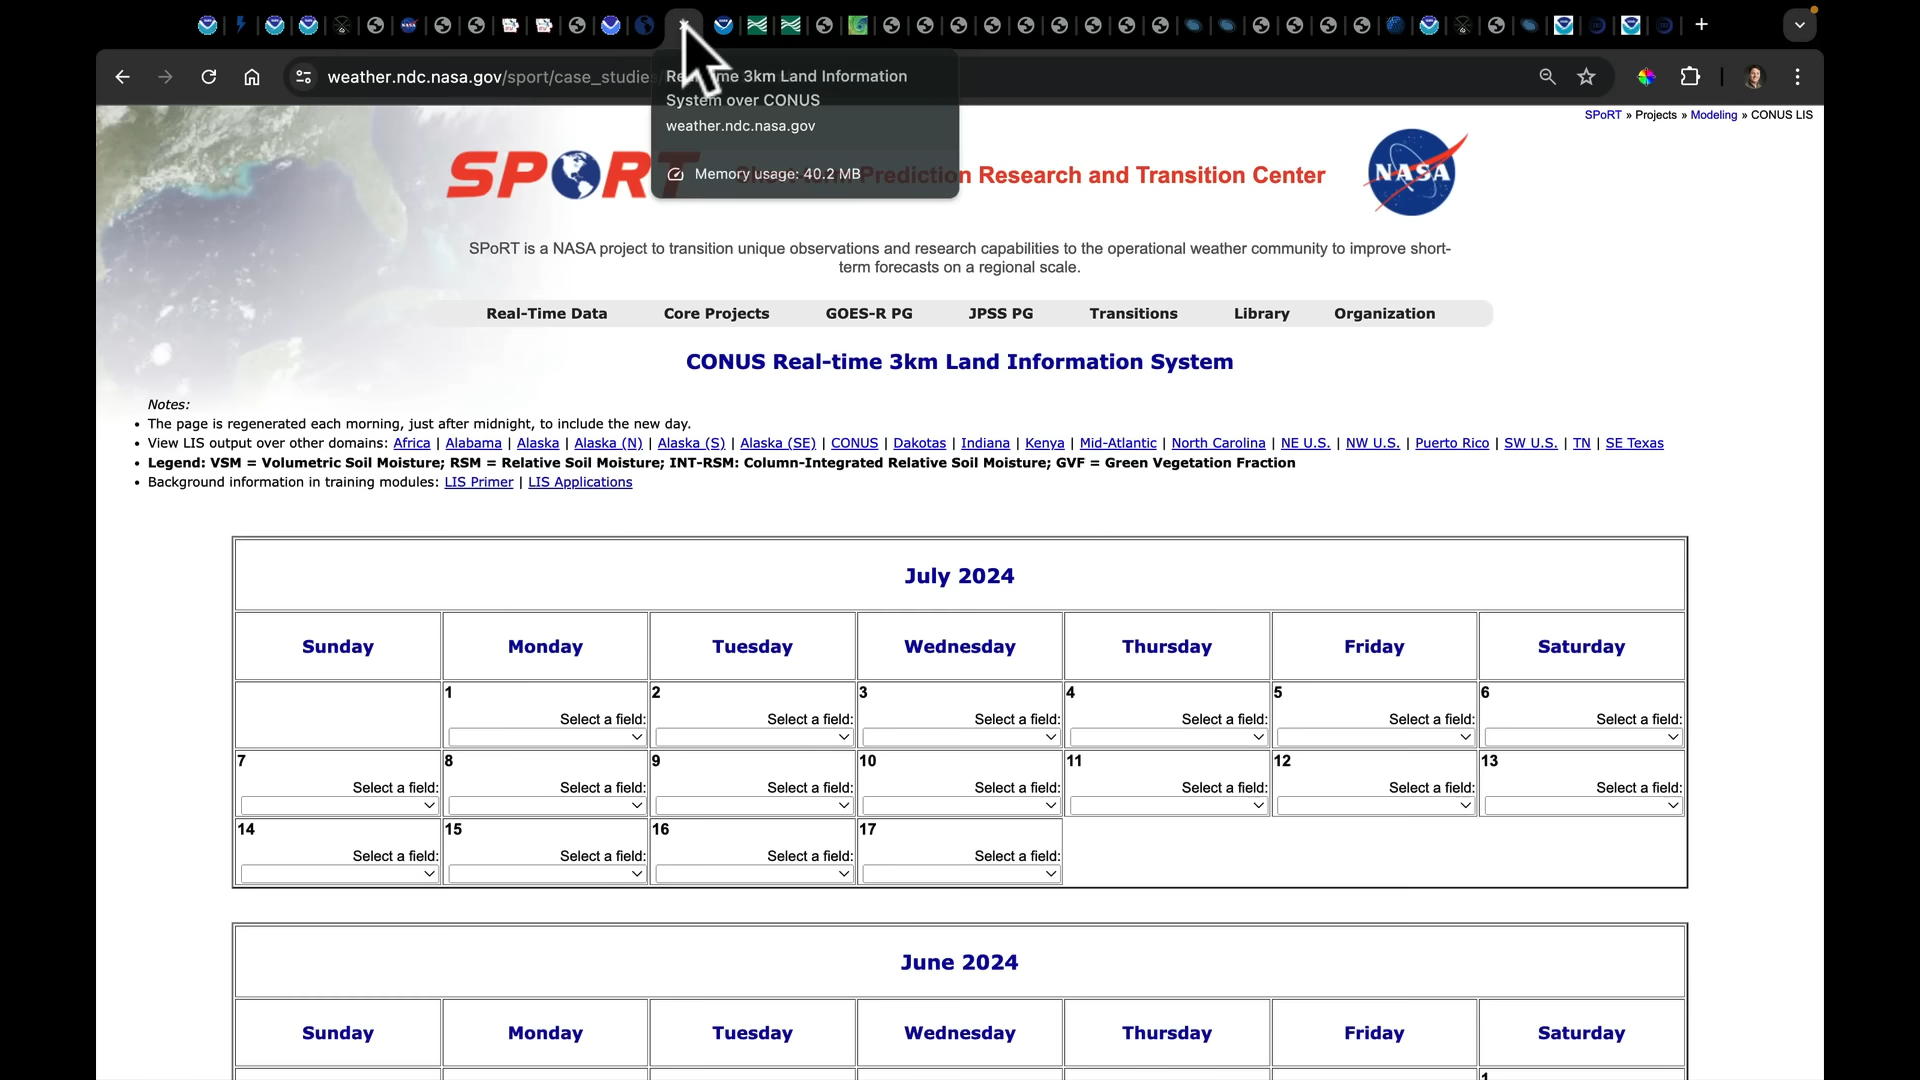 weather.ndc.nasa.gov/sport/case_studie
Real-time 3km Land Information
System over CONUS
weather.ndc.nasa.gov
Memory usage: 40.2 MB
SPoRT » Projects » Modeling » CONUS LIS
SPoRT
Short-term Prediction Research and Transition Center
NASA
SPoRT is a NASA project to transition unique observations and research capabilities to the operational weather community to improve short-
term forecasts on a regional scale.
Real-Time Data Core Projects GOES-R PG JPSS PG Transitions Library Organization
CONUS Real-time 3km Land Information System
Notes:
• The page is regenerated each morning, just after midnight, to include the new day.
• View LIS output over other domains: Africa | Alabama | Alaska | Alaska (N) | Alaska (S) | Alaska (SE) | CONUS | Dakotas | Indiana | Kenya | Mid-Atlantic | North Carolina | NE U.S. | NW U.S. | Puerto Rico | SW U.S. | TN | SE Texas
• Legend: VSM = Volumetric Soil Moisture; RSM = Relative Soil Moisture; INT-RSM: Column-Integrated Relative Soil Moisture; GVF = Green Vegetation Fraction
• Background information in training modules: LIS Primer | LIS Applications
July 2024
Sunday Monday Tuesday Wednesday Thursday Friday Saturday
1 2 3 4 5 6
Select a field: Select a field: Select a field: Select a field: Select a field: Select a field:
7 8 9 10 11 12 13
Select a field: Select a field: Select a field: Select a field: Select a field: Select a field: Select a field:
14 15 16 17
Select a field: Select a field: Select a field: Select a field:
June 2024
Sunday Monday Tuesday Wednesday Thursday Friday Saturday
1